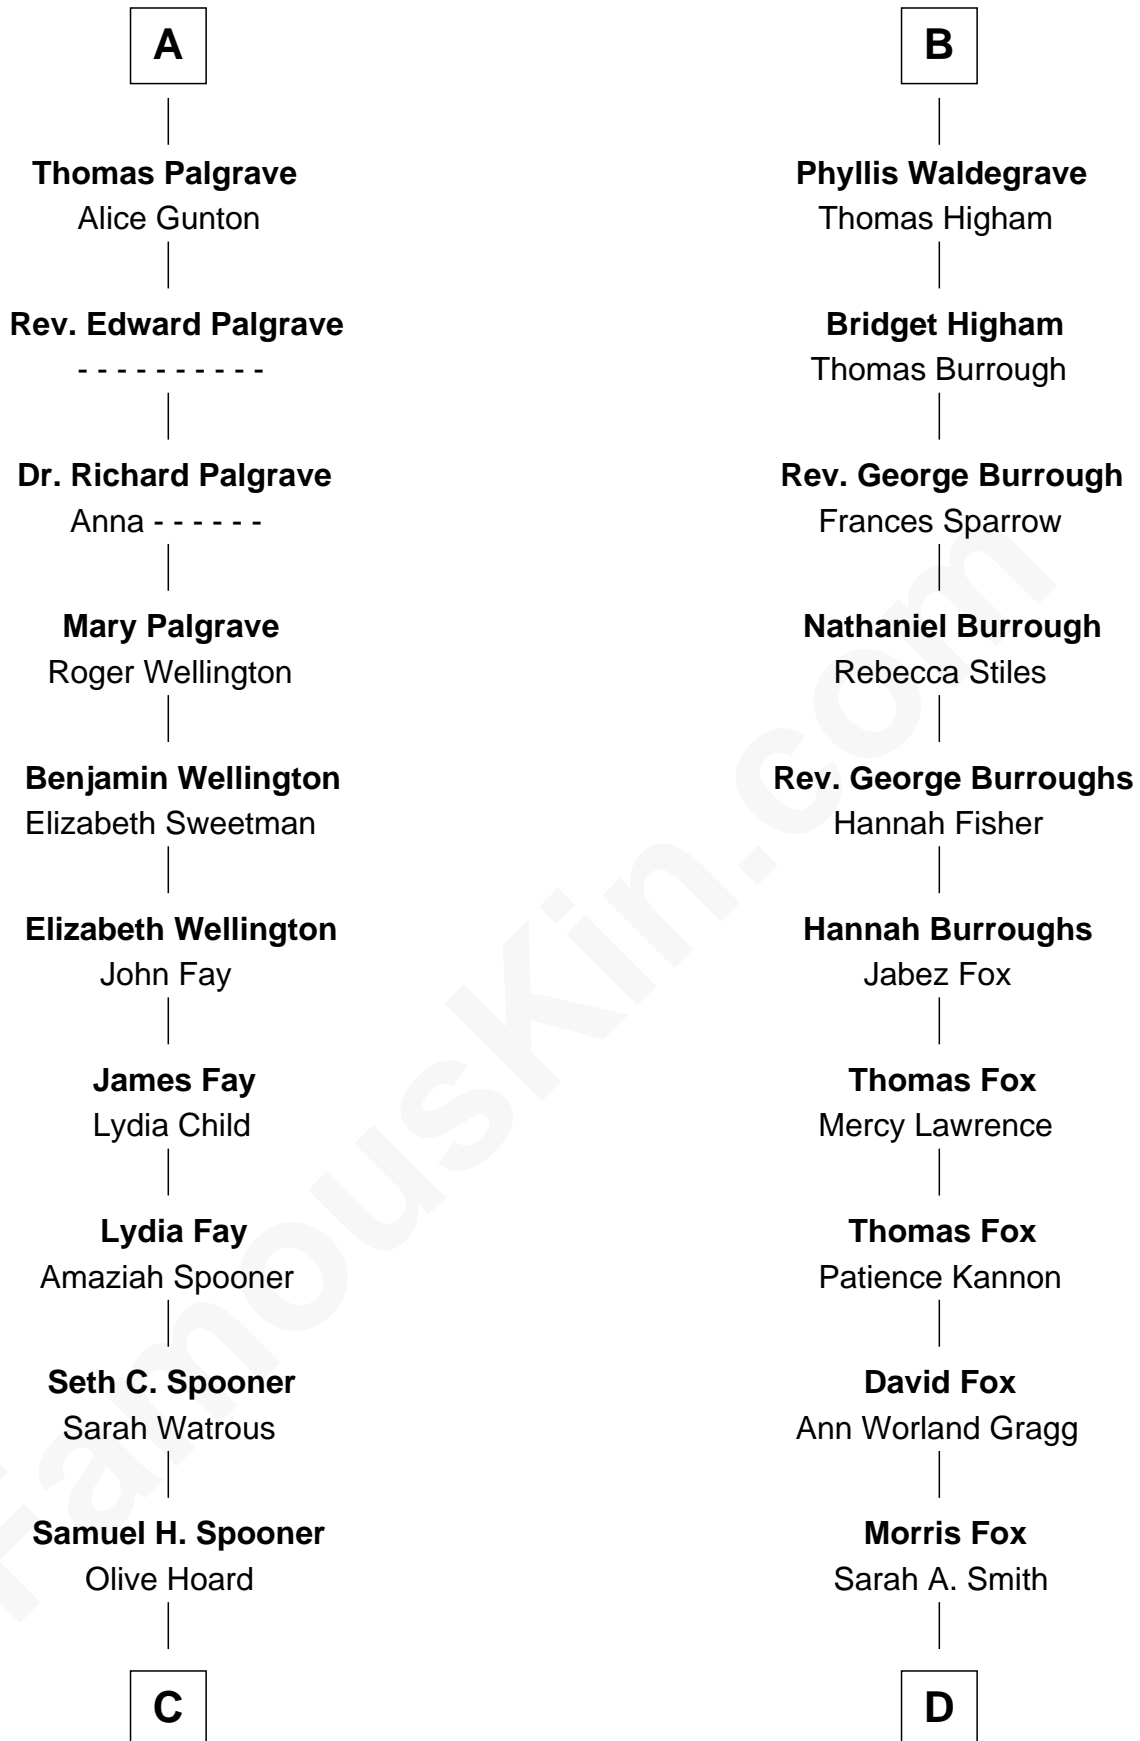 A
Thomas Palgrave
Alice Gunton
Rev. Edward Palgrave
- - - - - - - - - -
Dr. Richard Palgrave
Anna - - - - - -
Mary Palgrave
Roger Wellington
Benjamin Wellington
Elizabeth Sweetman
Elizabeth Wellington
John Fay
James Fay
Lydia Child
Lydia Fay
Amaziah Spooner
Seth C. Spooner
Sarah Watrous
Samuel H. Spooner
Olive Hoard
C
B
Phyllis Waldegrave
Thomas Higham
Bridget Higham
Thomas Burrough
Rev. George Burrough
Frances Sparrow
Nathaniel Burrough
Rebecca Stiles
Rev. George Burroughs
Hannah Fisher
Hannah Burroughs
Jabez Fox
Thomas Fox
Mercy Lawrence
Thomas Fox
Patience Kannon
David Fox
Ann Worland Gragg
Morris Fox
Sarah A. Smith
D
FamousKin.com